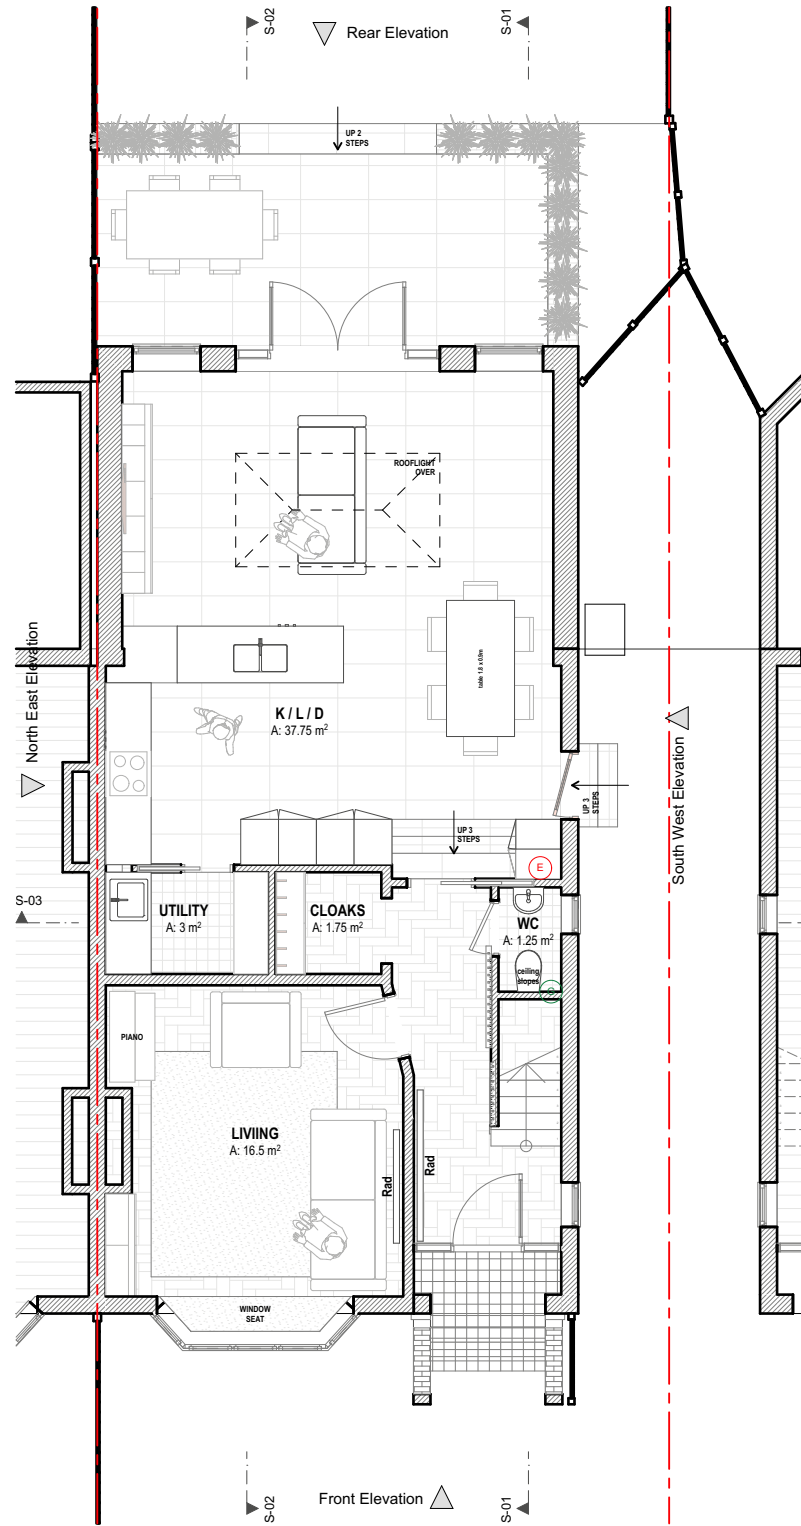 S-02
S-01
Rear Elevation
UP 2
STEPS
ROOFLIGHT
OVER
North East Elevation
table 1.8 x 0.9m
K / L / D
A: 37.75 m²
South West Elevation
UP 3
STEPS
UP 3
STEPS
E
S-03
UTILITY
A: 3 m²
CLOAKS
A: 1.75 m²
WC
A: 1.25 m²
ceiling
slopes
PIANO
LIVIING
A: 16.5 m²
Rad
Rad
WINDOW
SEAT
Front Elevation
S-02
S-01